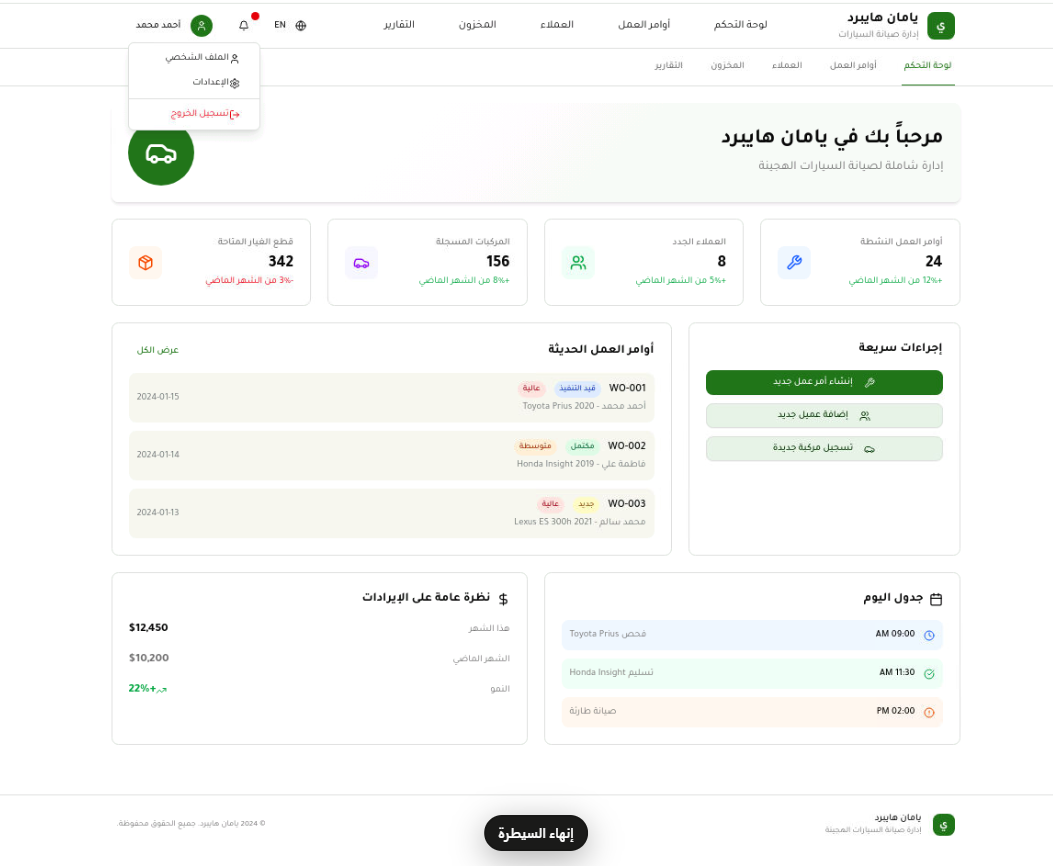 ي
يامان هايبرد
إدارة صيانة السيارات
لوحة التحكم
أوامر العمل
العملاء
المخزون
التقارير
EN
أحمد محمد
الملف الشخصي
الإعدادات
تسجيل الخروج
لوحة التحكم
أوامر العمل
العملاء
المخزون
التقارير
مرحباً بك في يامان هايبرد
إدارة شاملة لصيانة السيارات الهجينة
أوامر العمل النشطة
24
+12% من الشهر الماضي
العملاء الجدد
8
+5% من الشهر الماضي
المركبات المسجلة
156
+8% من الشهر الماضي
قطع الغيار المتاحة
342
-3% من الشهر الماضي
إجراءات سريعة
إنشاء أمر عمل جديد
إضافة عميل جديد
تسجيل مركبة جديدة
أوامر العمل الحديثة
عرض الكل
WO-001 قيد التنفيذ عالية
أحمد محمد - Toyota Prius 2020
2024-01-15
WO-002 مكتمل متوسطة
فاطمة علي - Honda Insight 2019
2024-01-14
WO-003 جديد عالية
محمد سالم - Lexus ES 300h 2021
2024-01-13
جدول اليوم
09:00 AM
فحص Toyota Prius
11:30 AM
تسليم Honda Insight
02:00 PM
صيانة طارئة
نظرة عامة على الإيرادات
هذا الشهر
$12,450
الشهر الماضي
$10,200
النمو
22%+
ي
يامان هايبرد
إدارة صيانة السيارات الهجينة
إنهاء السيطرة
© 2024 يامان هايبرد. جميع الحقوق محفوظة.